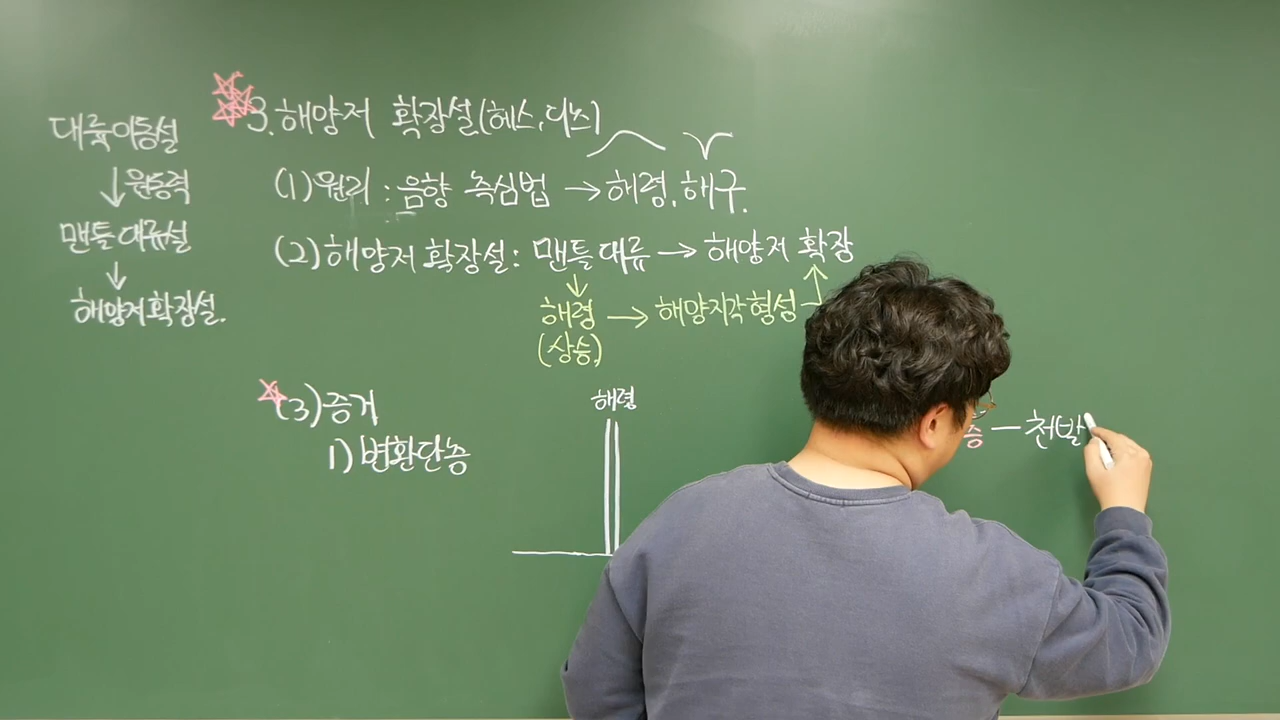 대륙이동설
↓ 원동력
맨틀대류설
↓
해양저확장설.
3. 해양저 확장설(헤스, 디츠)
(1) 원리 : 음향 측심법 → 해령, 해구.
(2) 해양저 확장설 : 맨틀 대류 → 해양저 확장
해령 → 해양지각 형성
(상승)
(3) 증거
1) 변환단층
해령
층 — 천발